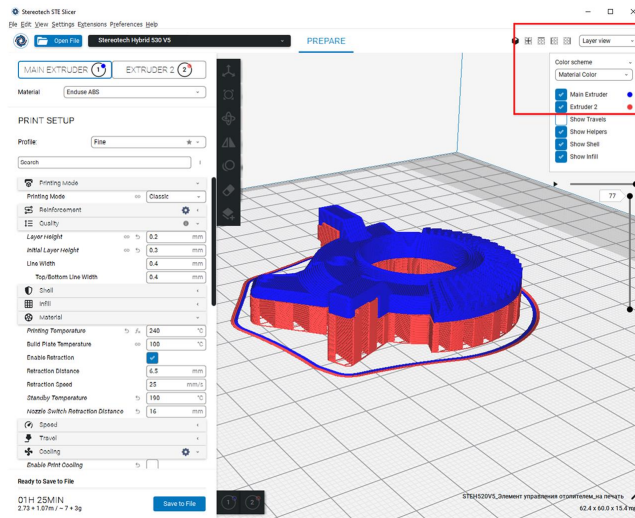 Stereotech STE Slicer
File Edit View Settings Extensions Preferences Help
Open File
Stereotech Hybrid 530 V5
PREPARE
Layer view
MAIN EXTRUDER 1
EXTRUDER 2 2
Material
Enduse ABS
PRINT SETUP
Profile:
Fine
Search
Printing Mode
Printing Mode
Classic
Reinforcement
Quality
Layer Height
0.2 mm
Initial Layer Height
0.3 mm
Line Width
0.4 mm
Top/Bottom Line Width
0.4 mm
Shell
Infill
Material
Printing Temperature
240 °C
Build Plate Temperature
100 °C
Enable Retraction
Retraction Distance
6.5 mm
Retraction Speed
25 mm/s
Standby Temperature
190 °C
Nozzle Switch Retraction Distance
16 mm
Speed
Travel
Cooling
Enable Print Cooling
Ready to Save to File
01H 25MIN
2.73 + 1.07m / ~ 7 + 3g
Save to File
Color scheme
Material Color
Main Extruder
Extruder 2
Show Travels
Show Helpers
Show Shell
Show Infill
77
1 2
STEH520V5_Элемент управления отопителем_на печать
62.4 x 60.0 x 15.4 mm